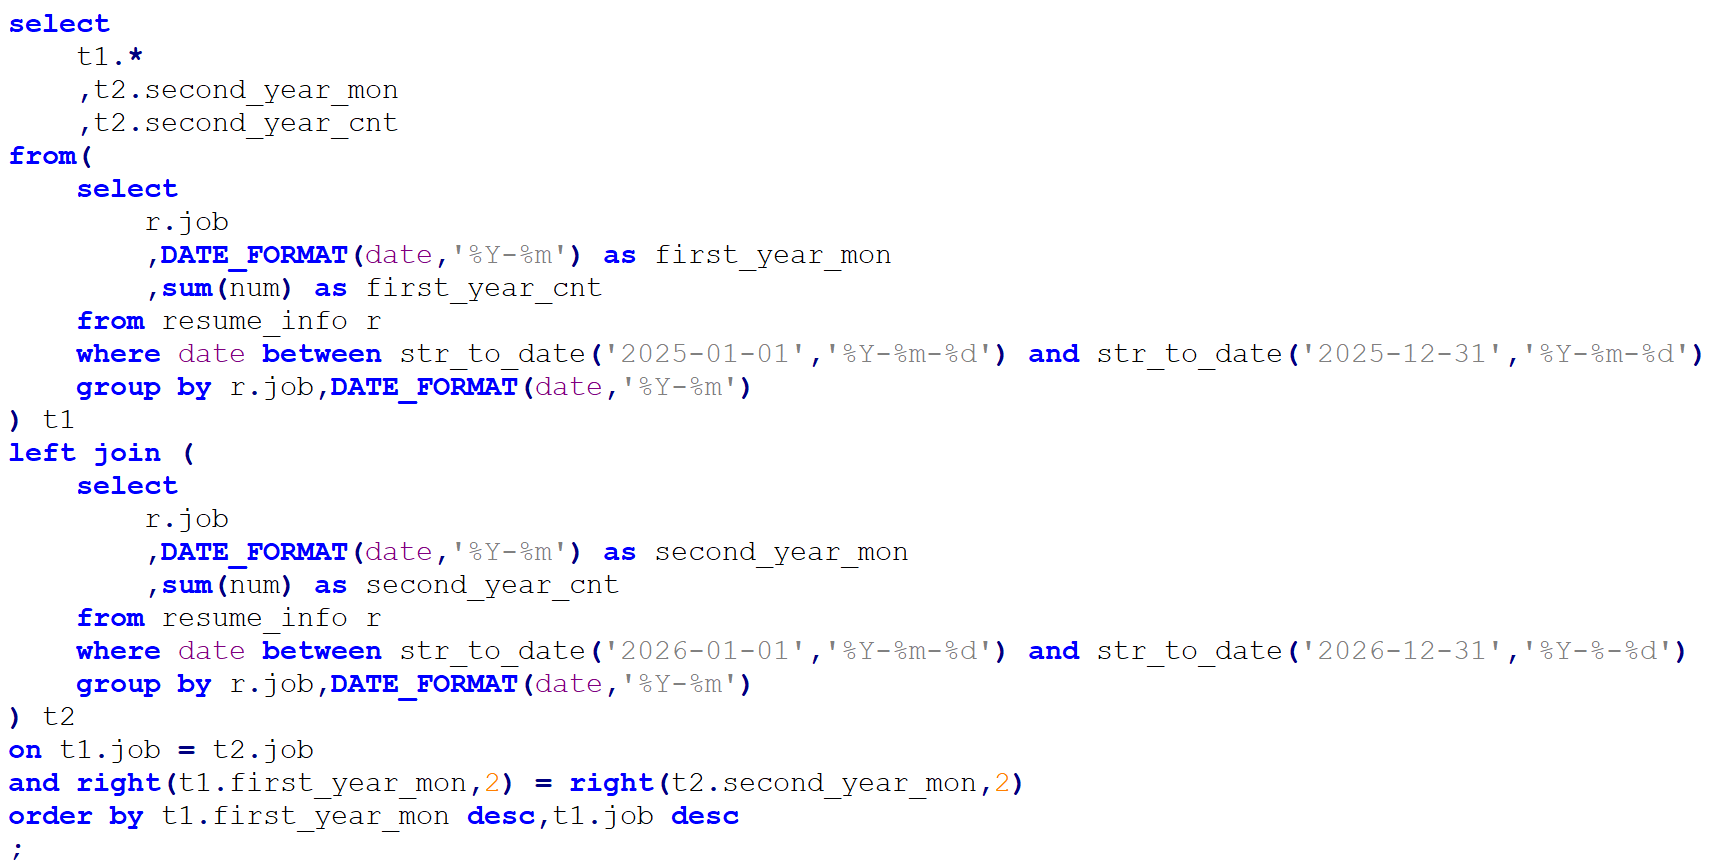 select
    t1.*
    ,t2.second_year_mon
    ,t2.second_year_cnt
from(
    select
        r.job
        ,DATE_FORMAT(date,'%Y-%m') as first_year_mon
        ,sum(num) as first_year_cnt
    from resume_info r
    where date between str_to_date('2025-01-01','%Y-%m-%d') and str_to_date('2025-12-31','%Y-%m-%d')
    group by r.job,DATE_FORMAT(date,'%Y-%m')
) t1
left join (
    select
        r.job
        ,DATE_FORMAT(date,'%Y-%m') as second_year_mon
        ,sum(num) as second_year_cnt
    from resume_info r
    where date between str_to_date('2026-01-01','%Y-%m-%d') and str_to_date('2026-12-31','%Y-%-%d')
    group by r.job,DATE_FORMAT(date,'%Y-%m')
) t2
on t1.job = t2.job
and right(t1.first_year_mon,2) = right(t2.second_year_mon,2)
order by t1.first_year_mon desc,t1.job desc
;